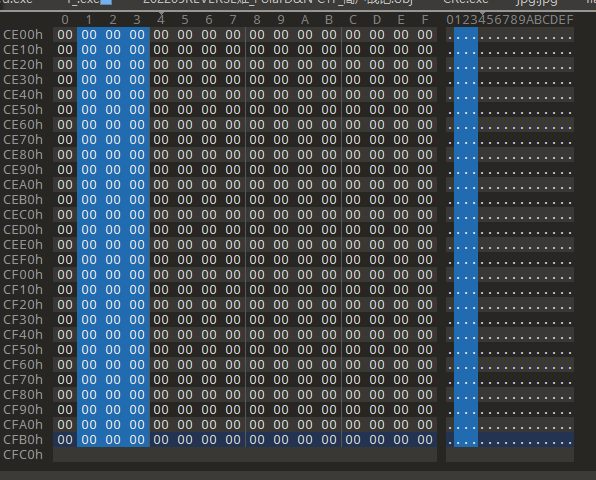 0 1 2 3 4 5 6 7 8 9 A B C D E F 0123456789ABCDEF
CE00h 00 00 00 00 00 00 00 00 00 00 00 00 00 00 00 00 ................
CE10h 00 00 00 00 00 00 00 00 00 00 00 00 00 00 00 00 ................
CE20h 00 00 00 00 00 00 00 00 00 00 00 00 00 00 00 00 ................
CE30h 00 00 00 00 00 00 00 00 00 00 00 00 00 00 00 00 ................
CE40h 00 00 00 00 00 00 00 00 00 00 00 00 00 00 00 00 ................
CE50h 00 00 00 00 00 00 00 00 00 00 00 00 00 00 00 00 ................
CE60h 00 00 00 00 00 00 00 00 00 00 00 00 00 00 00 00 ................
CE70h 00 00 00 00 00 00 00 00 00 00 00 00 00 00 00 00 ................
CE80h 00 00 00 00 00 00 00 00 00 00 00 00 00 00 00 00 ................
CE90h 00 00 00 00 00 00 00 00 00 00 00 00 00 00 00 00 ................
CEA0h 00 00 00 00 00 00 00 00 00 00 00 00 00 00 00 00 ................
CEB0h 00 00 00 00 00 00 00 00 00 00 00 00 00 00 00 00 ................
CEC0h 00 00 00 00 00 00 00 00 00 00 00 00 00 00 00 00 ................
CED0h 00 00 00 00 00 00 00 00 00 00 00 00 00 00 00 00 ................
CEE0h 00 00 00 00 00 00 00 00 00 00 00 00 00 00 00 00 ................
CEF0h 00 00 00 00 00 00 00 00 00 00 00 00 00 00 00 00 ................
CF00h 00 00 00 00 00 00 00 00 00 00 00 00 00 00 00 00 ................
CF10h 00 00 00 00 00 00 00 00 00 00 00 00 00 00 00 00 ................
CF20h 00 00 00 00 00 00 00 00 00 00 00 00 00 00 00 00 ................
CF30h 00 00 00 00 00 00 00 00 00 00 00 00 00 00 00 00 ................
CF40h 00 00 00 00 00 00 00 00 00 00 00 00 00 00 00 00 ................
CF50h 00 00 00 00 00 00 00 00 00 00 00 00 00 00 00 00 ................
CF60h 00 00 00 00 00 00 00 00 00 00 00 00 00 00 00 00 ................
CF70h 00 00 00 00 00 00 00 00 00 00 00 00 00 00 00 00 ................
CF80h 00 00 00 00 00 00 00 00 00 00 00 00 00 00 00 00 ................
CF90h 00 00 00 00 00 00 00 00 00 00 00 00 00 00 00 00 ................
CFA0h 00 00 00 00 00 00 00 00 00 00 00 00 00 00 00 00 ................
CFB0h 00 00 00 00 00 00 00 00 00 00 00 00 00 00 00 00 ................
CFC0h